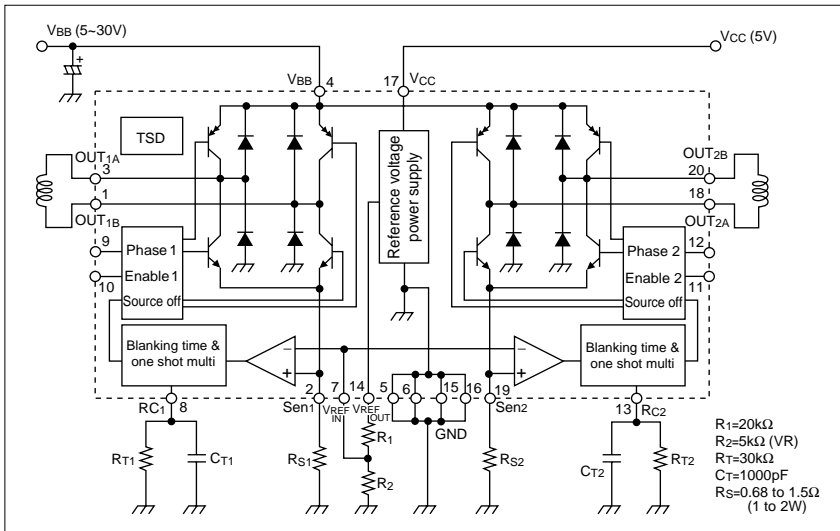 VBB (5~30V)
VCC (5V)
VBB 4
17 VCC
TSD
OUT1A
3
1
OUT1B
9
10
Phase 1
Enable 1
Source off
Reference voltage
power supply
OUT2B
20
18
OUT2A
12
11
Phase 2
Enable 2
Source off
Blanking time &
one shot multi
−
+
−
+
Blanking time &
one shot multi
RC1 8
2
Sen1
7
VREF
IN
14
VREF
OUT
5
6
15
16
GND
19
Sen2
13 RC2
RT1
CT1
RS1
R1
R2
RS2
CT2
RT2
R1=20kΩ
R2=5kΩ (VR)
RT=30kΩ
CT=1000pF
RS=0.68 to 1.5Ω
(1 to 2W)